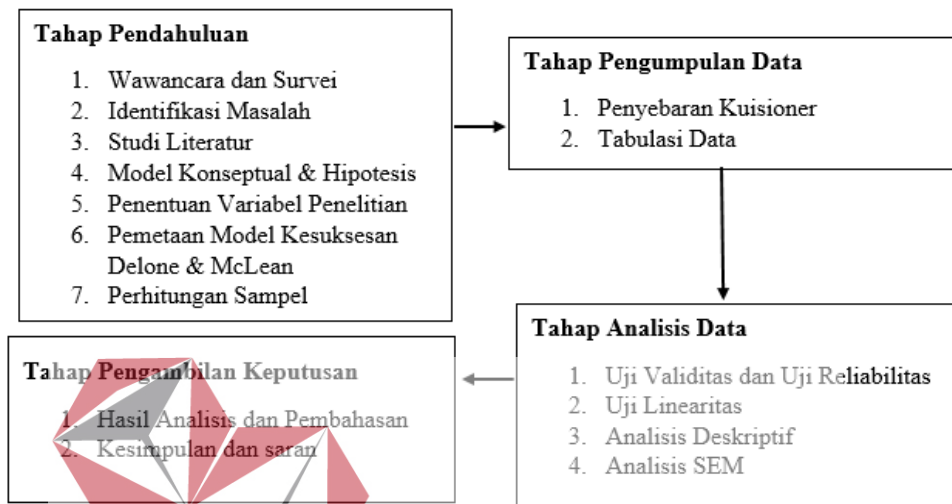 Tahap Pendahuluan
1. Wawancara dan Survei
2. Identifikasi Masalah
3. Studi Literatur
4. Model Konseptual & Hipotesis
5. Penentuan Variabel Penelitian
6. Pemetaan Model Kesuksesan
Delone & McLean
7. Perhitungan Sampel
Tahap Pengumpulan Data
1. Penyebaran Kuisioner
2. Tabulasi Data
Tahap Analisis Data
1. Uji Validitas dan Uji Reliabilitas
2. Uji Linearitas
3. Analisis Deskriptif
4. Analisis SEM
Tahap Pengambilan Keputusan
1. Hasil Analisis dan Pembahasan
2. Kesimpulan dan saran